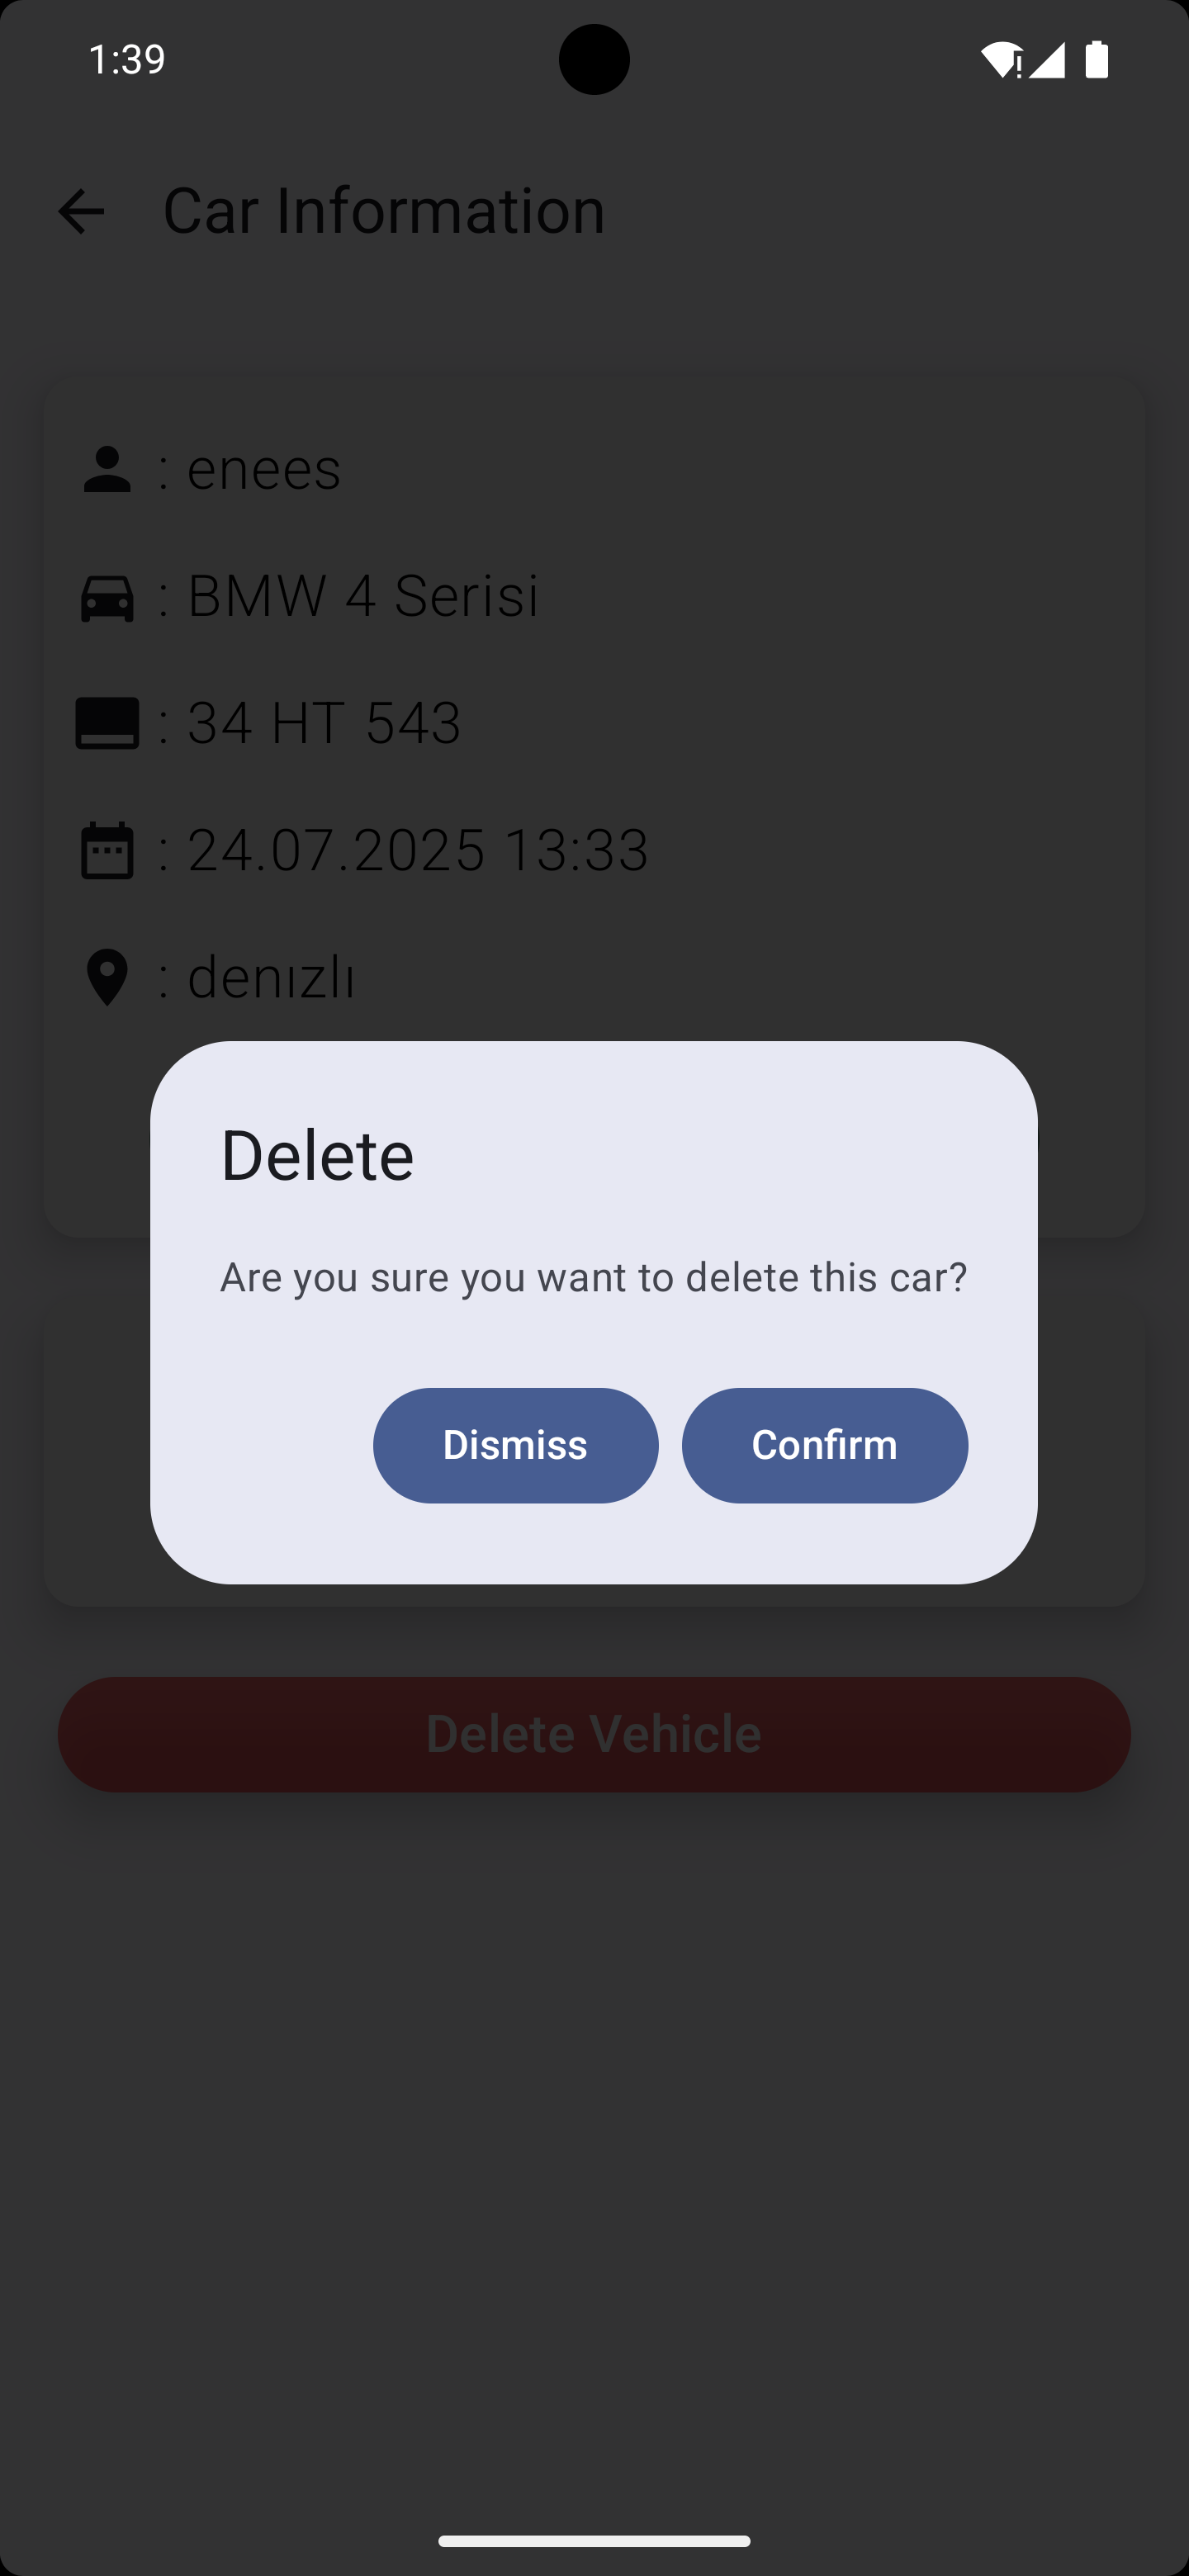 1:39
Car Information
: enees
: BMW 4 Serisi
: 34 HT 543
: 24.07.2025 13:33
: denızlı
Delete
Are you sure you want to delete this car?
Dismiss Confirm
Delete Vehicle